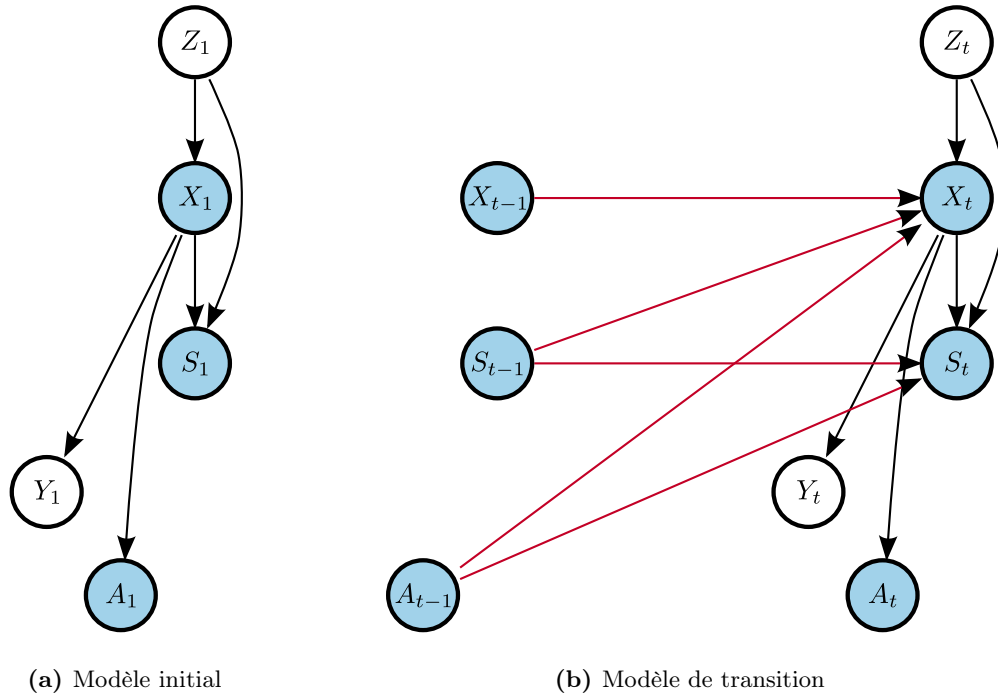 Z₁ Zₜ
X₁ Xₜ₋₁ Xₜ
S₁ Sₜ₋₁ Sₜ
Y₁ Yₜ
A₁ Aₜ₋₁ Aₜ
(a) Modèle initial (b) Modèle de transition